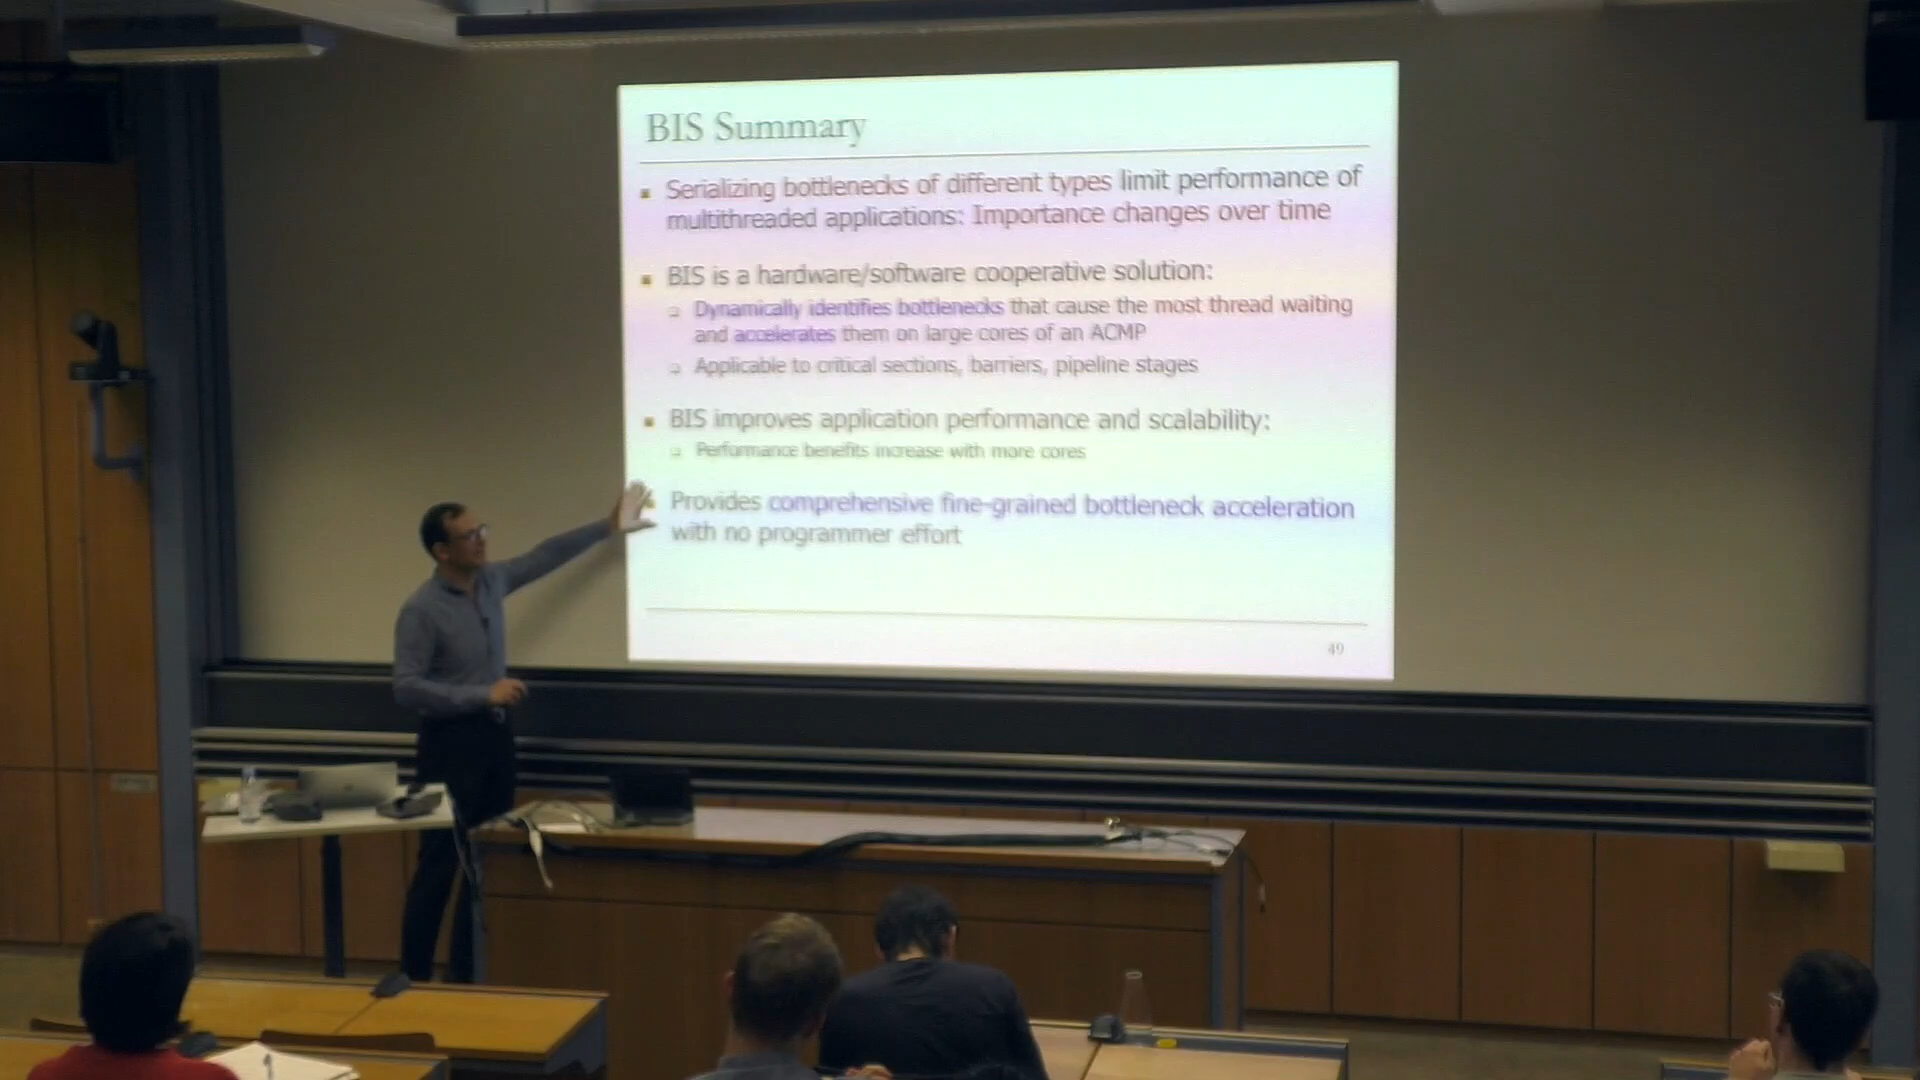 BIS Summary
Serializing bottlenecks of different types limit performance of
multithreaded applications: Importance changes over time
BIS is a hardware/software cooperative solution:
Dynamically identifies bottlenecks that cause the most thread waiting
and accelerates them on large cores of an ACMP
Applicable to critical sections, barriers, pipeline stages
BIS improves application performance and scalability:
Performance benefits increase with more cores
Provides comprehensive fine-grained bottleneck acceleration
with no programmer effort
49